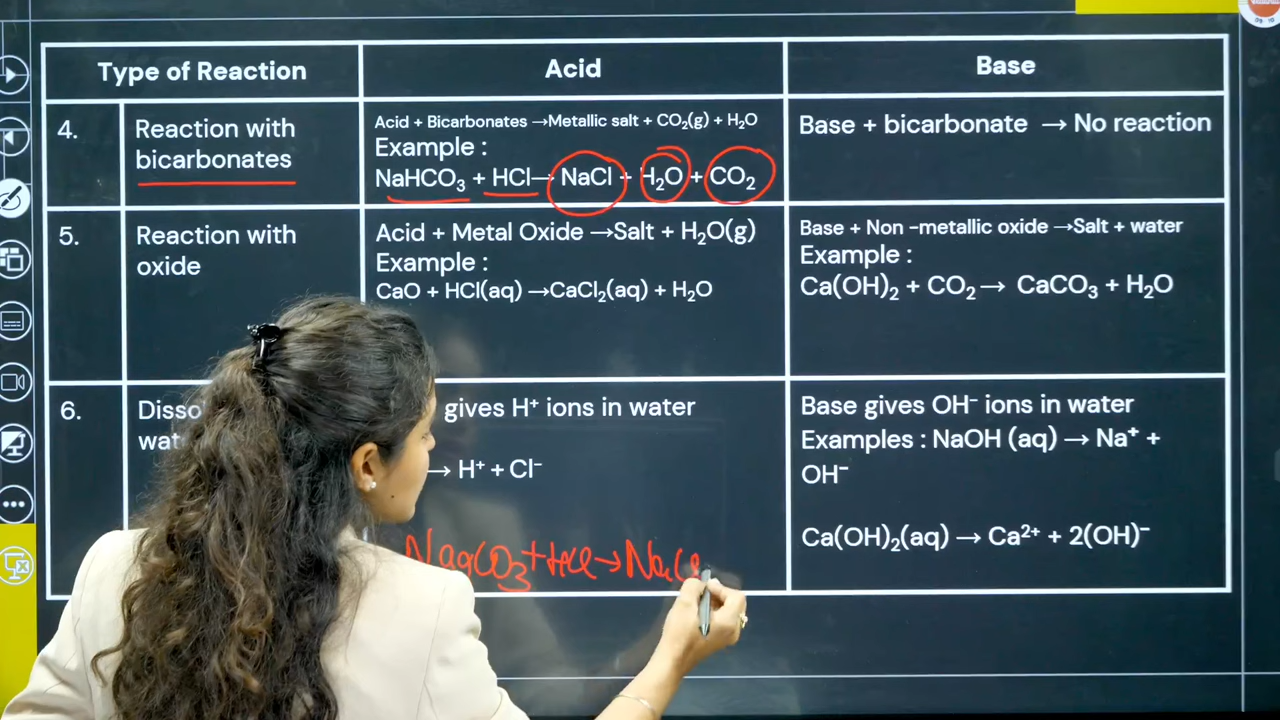 Type of Reaction
Acid
Base
4.
Reaction with
bicarbonates
Acid + Bicarbonates →Metallic salt + CO₂(g) + H₂O
Example :
NaHCO₃ + HCl→ NaCl + H₂O + CO₂
Base + bicarbonate → No reaction
5.
Reaction with
oxide
Acid + Metal Oxide →Salt + H₂O(g)
Example :
CaO + HCl(aq) →CaCl₂(aq) + H₂O
Base + Non -metallic oxide →Salt + water
Example :
Ca(OH)₂ + CO₂→ CaCO₃ + H₂O
6.
gives H⁺ ions in water
→ H⁺ + Cl⁻
Base gives OH⁻ ions in water
Examples : NaOH (aq) → Na⁺ +
OH⁻
Ca(OH)₂(aq) → Ca²⁺ + 2(OH)⁻
+HCl→